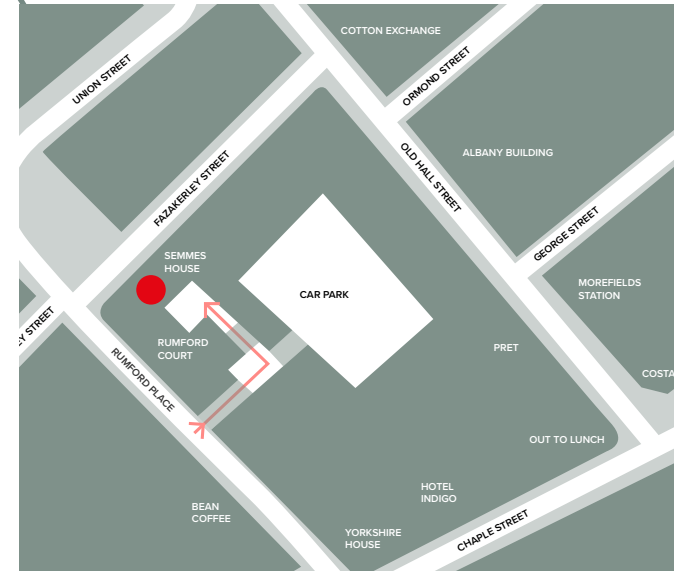 COTTON EXCHANGE
UNION STREET
ORMOND STREET
ALBANY BUILDING
OLD HALL STREET
FAZAKERLEY STREET
GEORGE STREET
SEMMES
HOUSE
MOREFIELDS
STATION
CAR PARK
EY STREET
RUMFORD
COURT
PRET
RUMFORD PLACE
COSTA
OUT TO LUNCH
HOTEL
INDIGO
BEAN
COFFEE
CHAPLE STREET
YORKSHIRE
HOUSE